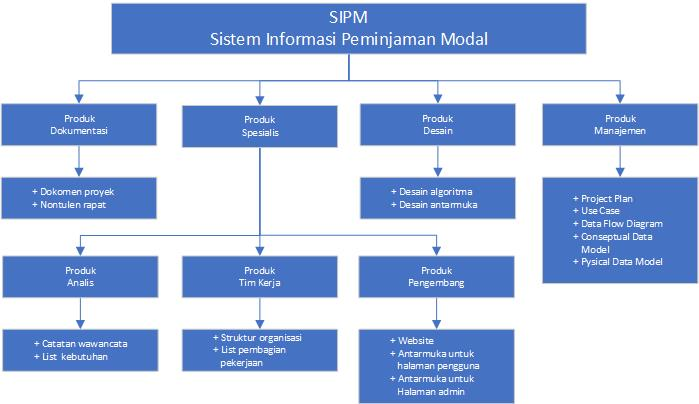 SIPM
Sistem Informasi Peminjaman Modal
Produk
Dokumentasi
Produk
Spesialis
Produk
Desain
Produk
Manajemen
+ Dokomen proyek
+ Nontulen rapat
+ Desain algoritma
+ Desain antarmuka
+ Project Plan
+ Use Case
+ Data Flow Diagram
+ Conseptual Data
Model
+ Pysical Data Model
Produk
Analis
Produk
Tim Kerja
Produk
Pengembang
+ Catatan wawancata
+ List kebutuhan
+ Struktur organisasi
+ List pembagian
pekerjaan
+ Website
+ Antarmuka untuk
halaman pengguna
+ Antarmuka untuk
Halaman admin